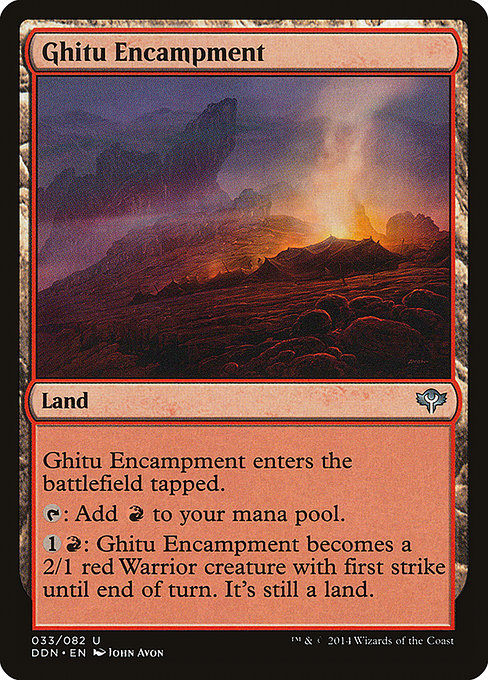 Ghitu Encampment
Land
Ghitu Encampment enters the
battlefield tapped.
: Add to your mana pool.
1 : Ghitu Encampment becomes a
2/1 red Warrior creature with first strike
until end of turn. It's still a land.
033/082 U
DDN • EN John Avon
™ & © 2014 Wizards of the Coast